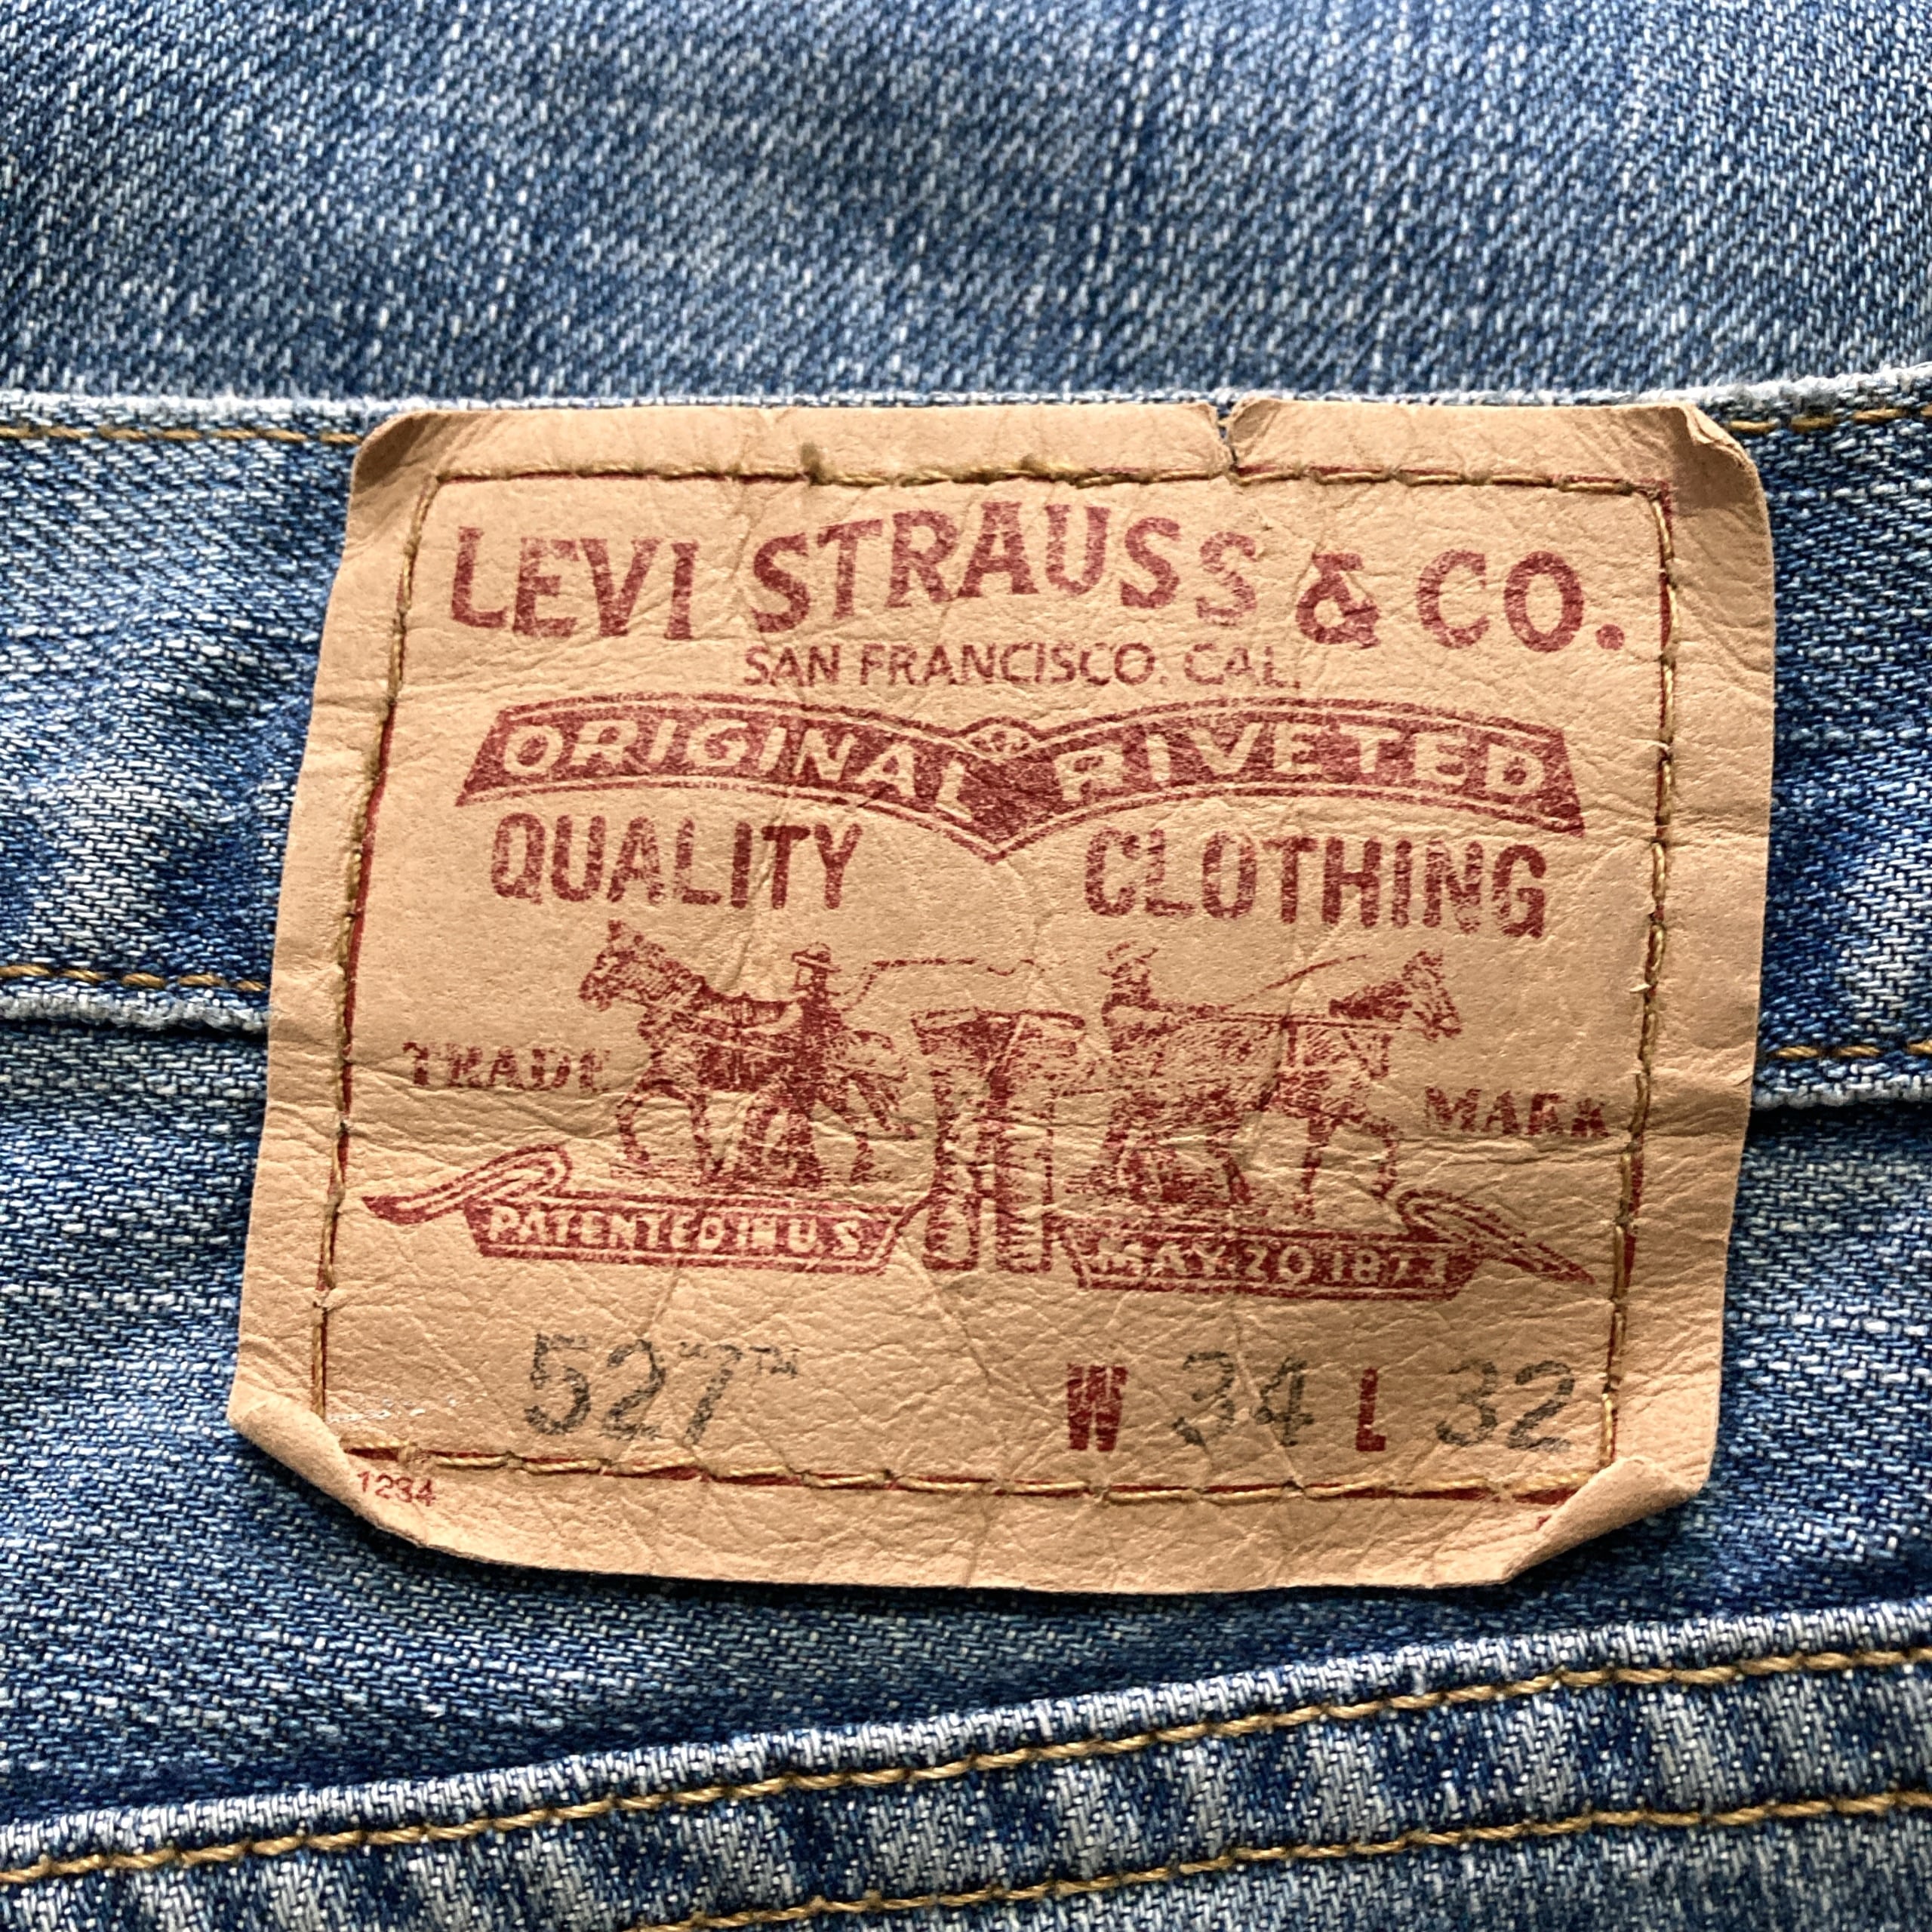 LEVI STRAUSS & CO.
SAN FRANCISCO, CAL.
ORIGINAL RIVETED
QUALITY CLOTHING
TRADE MARK
PATENTED IN U.S. MAY 20 1873
527™ W 34 L 32
1234